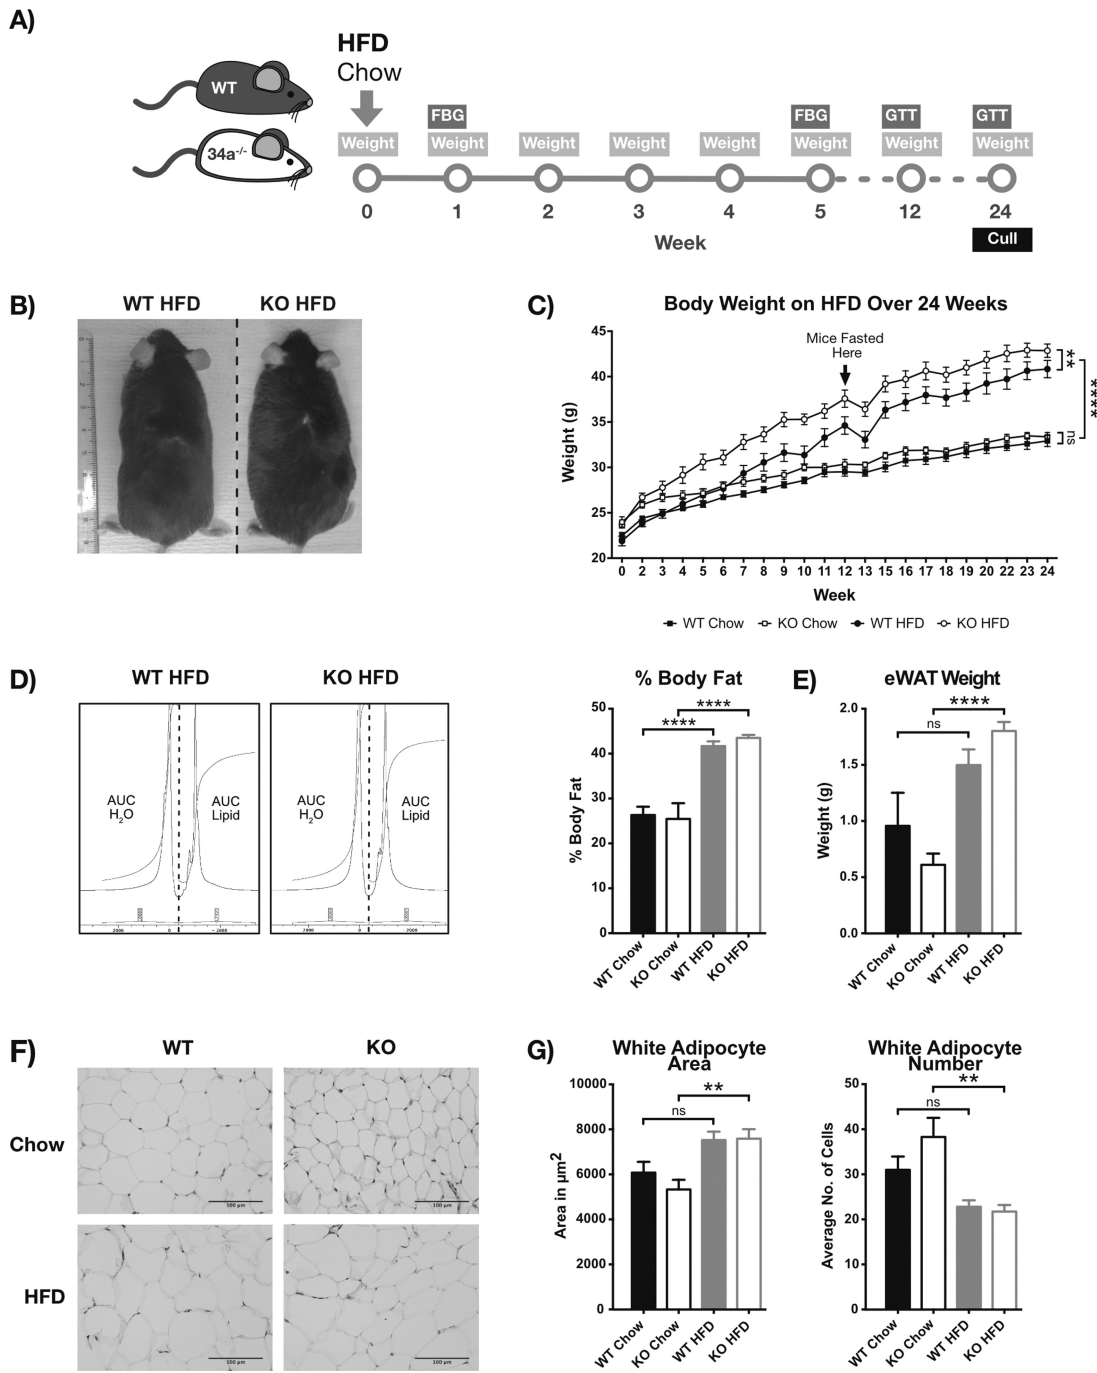 A)
HFD
Chow
WT
34a-/-
FBG
FBG
GTT
GTT
Weight
Weight
Weight
Weight
Weight
Weight
Weight
Weight
0
1
2
3
4
5
12
24
Week
Cull
B)
WT HFD
KO HFD
C)
Body Weight on HFD Over 24 Weeks
Mice Fasted
Here
Weight (g)
45
40
35
30
25
20
**
****
ns
0 2 3 4 5 6 7 8 9 10 11 12 13 15 16 17 18 19 20 22 23 24
Week
WT Chow
KO Chow
WT HFD
KO HFD
D)
WT HFD
KO HFD
AUC
H2O
AUC
Lipid
AUC
H2O
AUC
Lipid
% Body Fat
% Body Fat
50
40
30
20
10
0
****
****
WT Chow
KO Chow
WT HFD
KO HFD
E)
eWAT Weight
Weight (g)
2.0
1.5
1.0
0.5
0.0
ns
****
WT Chow
KO Chow
WT HFD
KO HFD
F)
WT
KO
Chow
HFD
100 μm
100 μm
100 μm
100 μm
G)
White Adipocyte
Area
Area in μm2
10000
8000
6000
4000
2000
0
ns
**
WT Chow
KO Chow
WT HFD
KO HFD
White Adipocyte
Number
Average No. of Cells
50
40
30
20
10
0
ns
**
WT Chow
KO Chow
WT HFD
KO HFD